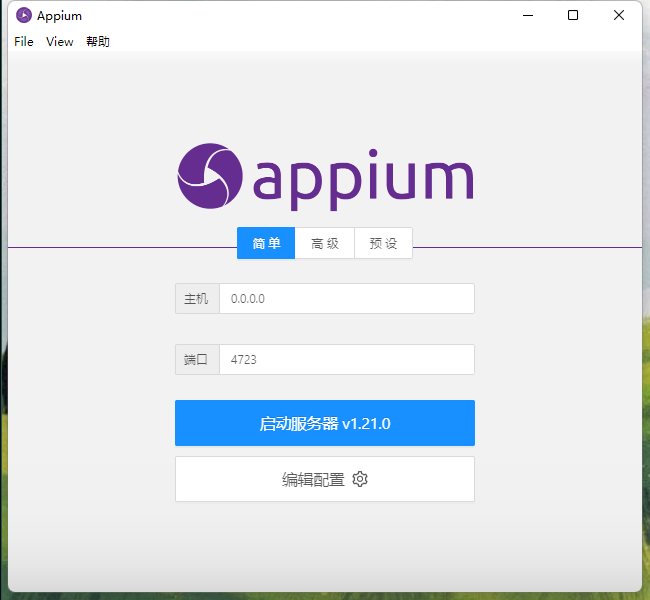 Appium
File View 帮助
appium
简 单 高 级 预 设
主机 0.0.0.0
端口 4723
启动服务器 v1.21.0
编辑配置